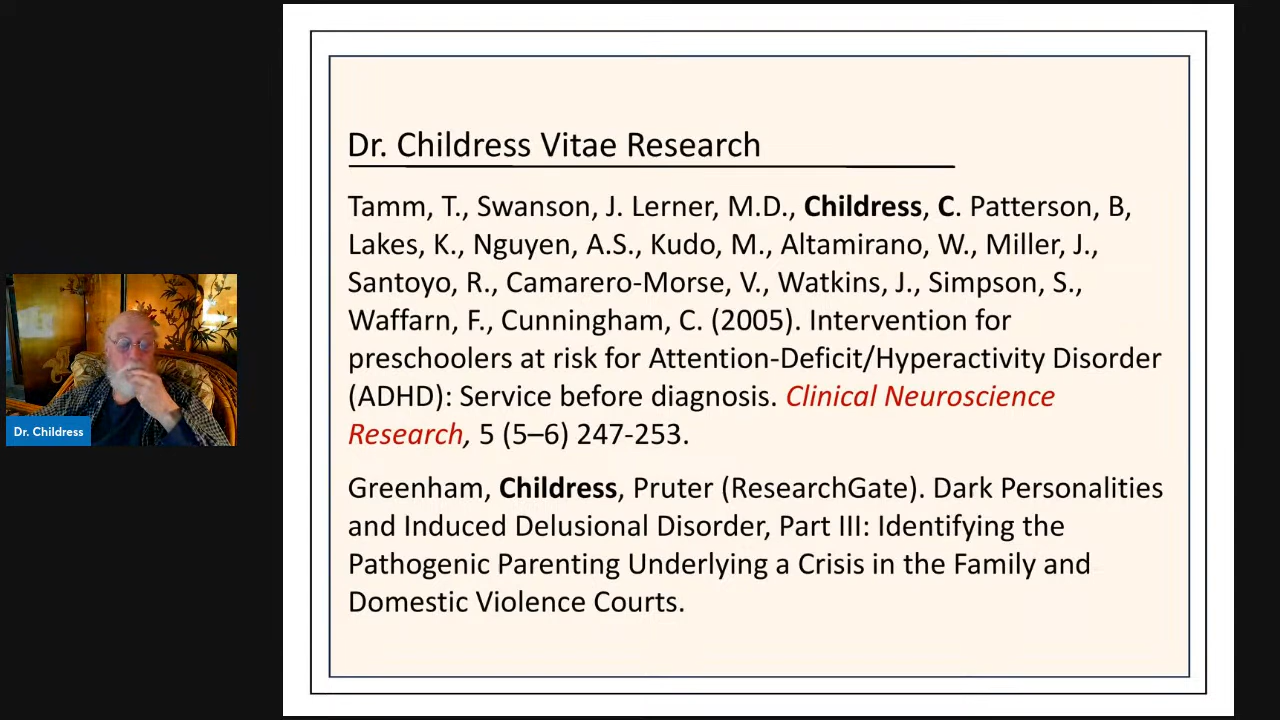 Dr. Childress Vitae Research
Tamm, T., Swanson, J. Lerner, M.D., Childress, C. Patterson, B,
Lakes, K., Nguyen, A.S., Kudo, M., Altamirano, W., Miller, J.,
Santoyo, R., Camarero-Morse, V., Watkins, J., Simpson, S.,
Waffarn, F., Cunningham, C. (2005). Intervention for
preschoolers at risk for Attention-Deficit/Hyperactivity Disorder
(ADHD): Service before diagnosis. Clinical Neuroscience
Research, 5 (5–6) 247-253.
Greenham, Childress, Pruter (ResearchGate). Dark Personalities
and Induced Delusional Disorder, Part III: Identifying the
Pathogenic Parenting Underlying a Crisis in the Family and
Domestic Violence Courts.
Dr. Childress